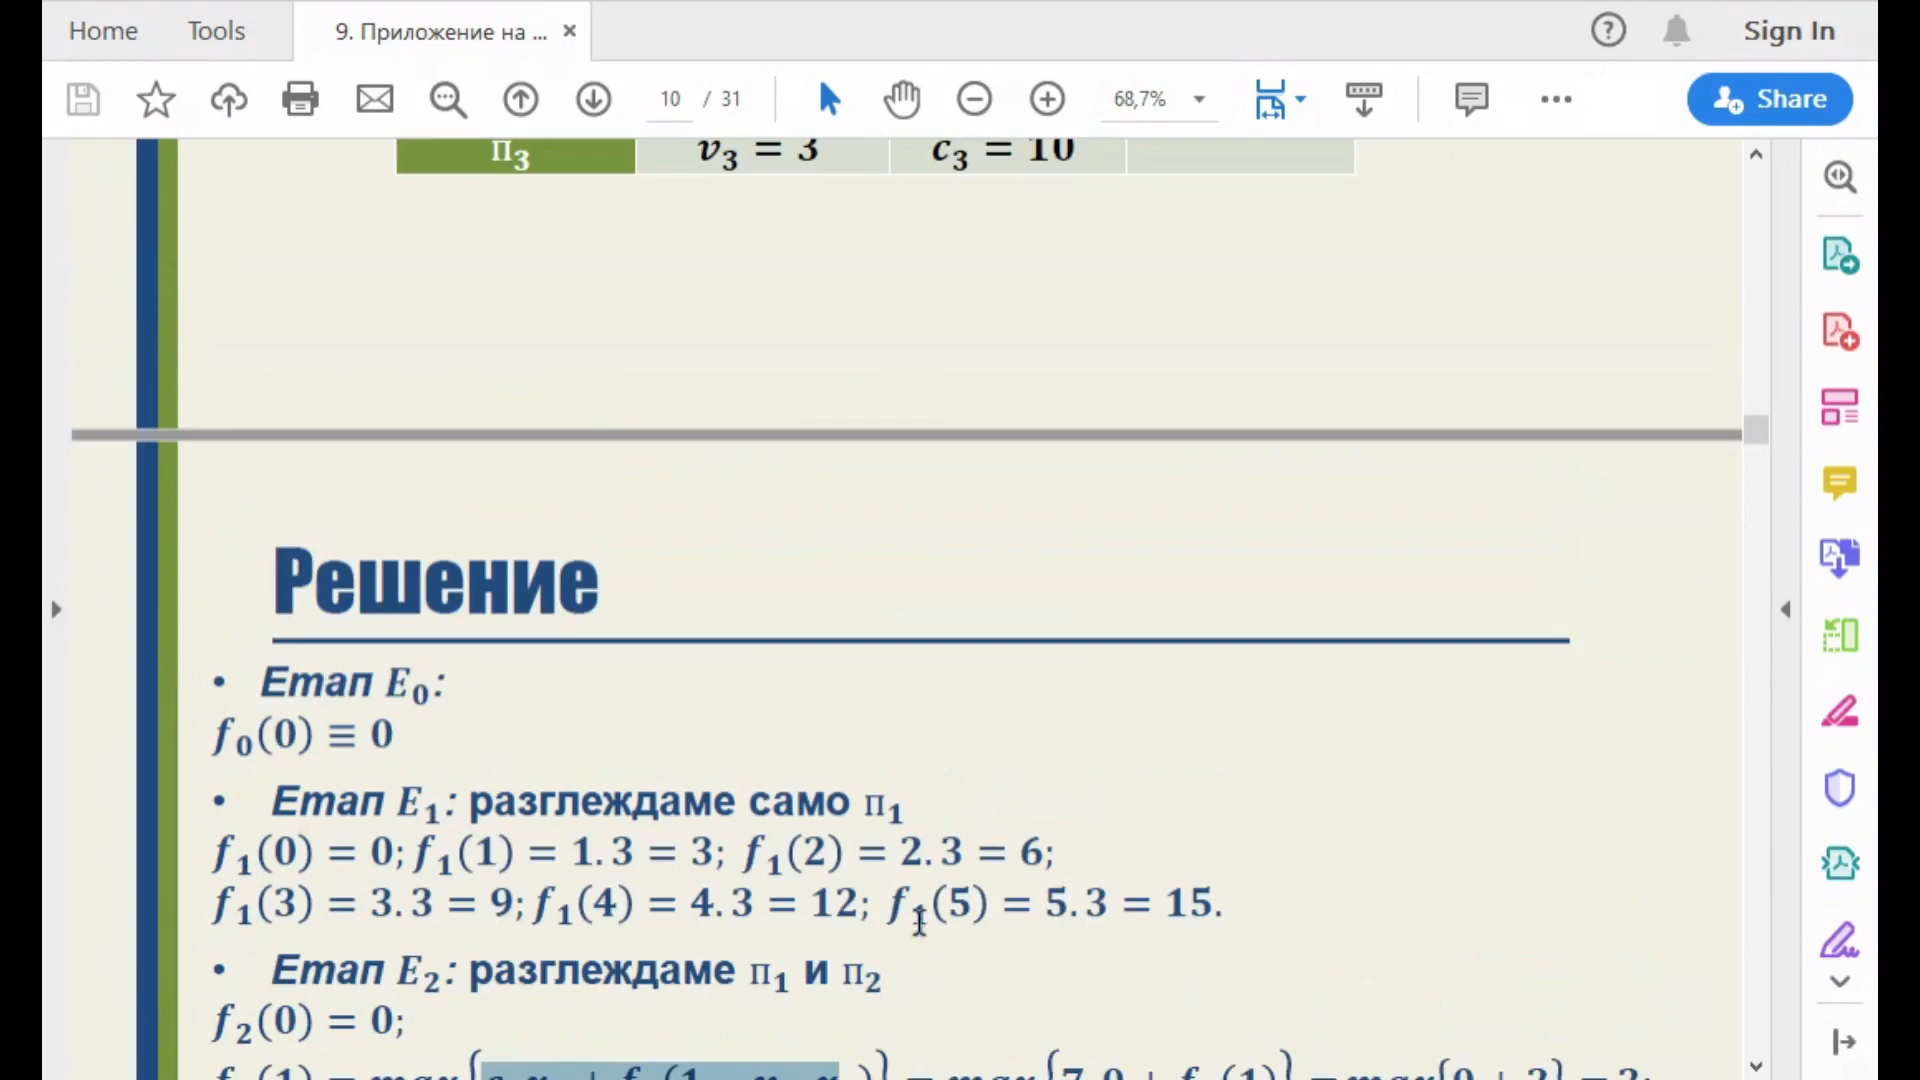 Home Tools 9. Приложение на ... × Sign In
10 / 31 68,7% Share
п₃ v₃ = 3 c₃ = 10
Решение
• Етап E₀:
f₀(0) ≡ 0
• Етап E₁: разглеждаме само п₁
f₁(0) = 0; f₁(1) = 1.3 = 3; f₁(2) = 2.3 = 6;
f₁(3) = 3.3 = 9; f₁(4) = 4.3 = 12; f₁(5) = 5.3 = 15.
• Етап E₂: разглеждаме п₁ и п₂
f₂(0) = 0;